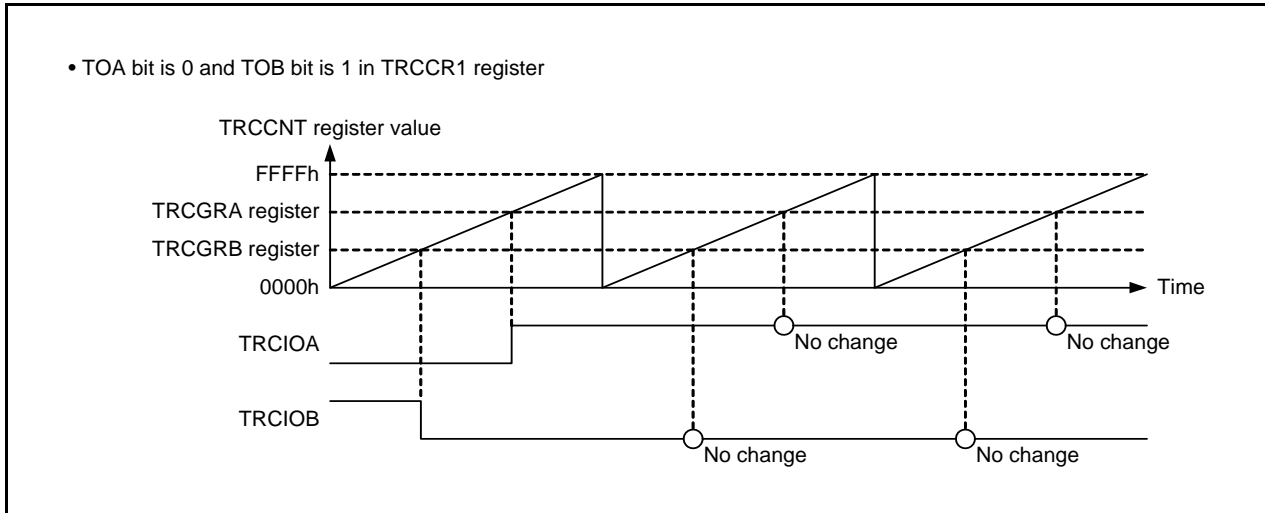 • TOA bit is 0 and TOB bit is 1 in TRCCR1 register
TRCCNT register value
FFFFh
TRCGRA register
TRCGRB register
0000h
Time
TRCIOA
No change
No change
TRCIOB
No change
No change